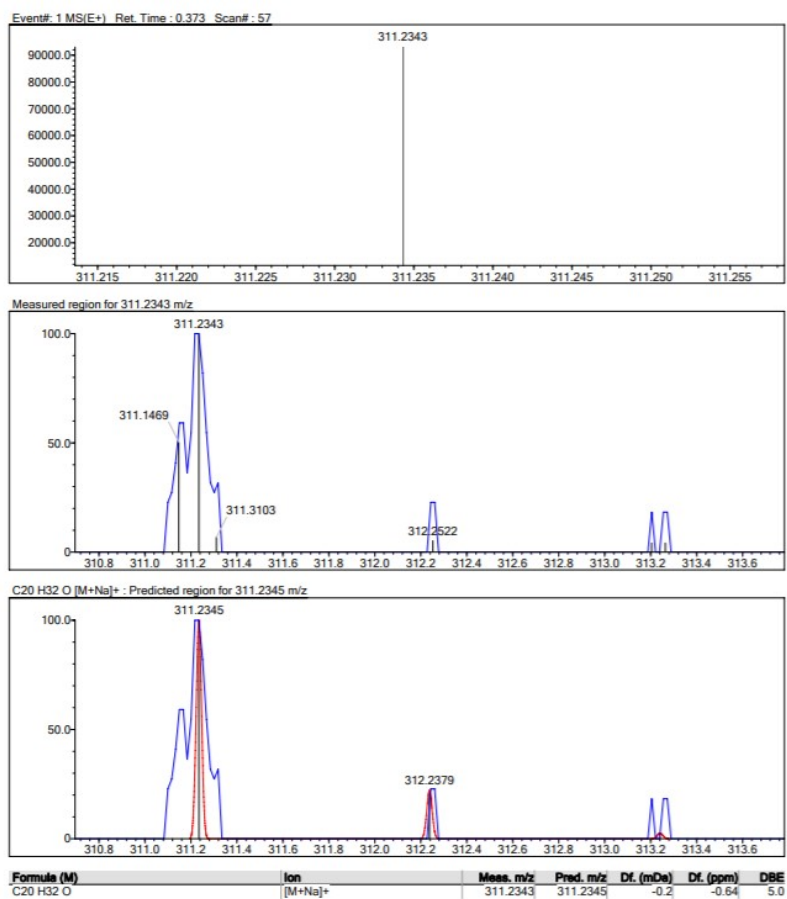 Event#: 1 MS(E+) Ret. Time : 0.373 Scan# : 57
311.2343
90000.0
80000.0
70000.0
60000.0
50000.0
40000.0
30000.0
20000.0
311.215 311.220 311.225 311.230 311.235 311.240 311.245 311.250 311.255
Measured region for 311.2343 m/z
311.2343
100.0
311.1469
50.0
311.3103
312.2522
0
310.8 311.0 311.2 311.4 311.6 311.8 312.0 312.2 312.4 312.6 312.8 313.0 313.2 313.4 313.6
C20 H32 O [M+Na]+ : Predicted region for 311.2345 m/z
311.2345
100.0
50.0
312.2379
0
310.8 311.0 311.2 311.4 311.6 311.8 312.0 312.2 312.4 312.6 312.8 313.0 313.2 313.4 313.6
Formula (M) Ion Meas. m/z Pred. m/z Df. (mDa) Df. (ppm) DBE
C20 H32 O [M+Na]+ 311.2343 311.2345 -0.2 -0.64 5.0